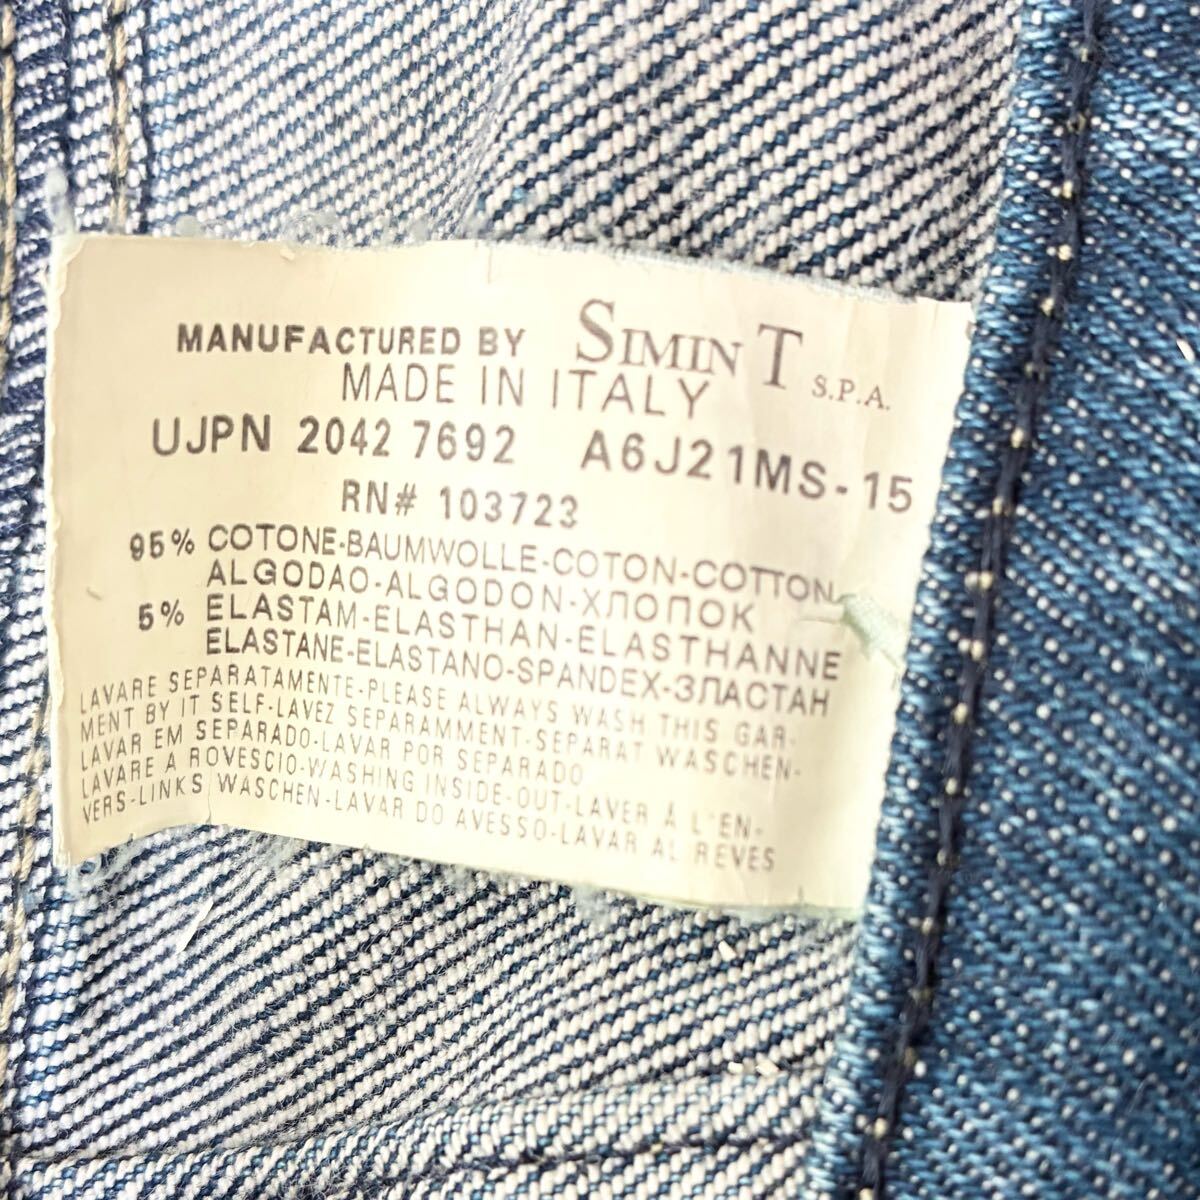 MANUFACTURED BY SIMINT S.P.A.
MADE IN ITALY
UJPN 2042 7692 A6J21MS-15
RN# 103723
95% COTONE-BAUMWOLLE-COTON-COTTON
ALGODAO-ALGODON-ХЛОПОК
5% ELASTAM-ELASTHAN-ELASTHANNE
ELASTANE-ELASTANO-SPANDEX-ЗЛАСТАН
LAVARE SEPARATAMENTE-PLEASE ALWAYS WASH THIS GAR-
MENT BY IT SELF-LAVEZ SEPARAMMENT-SEPARAT WASCHEN-
LAVAR EM SEPARADO-LAVAR POR SEPARADO
LAVARE A ROVESCIO-WASHING INSIDE-OUT-LAVER À L'EN-
VERS-LINKS WASCHEN-LAVAR DO AVESSO-LAVAR AL REVES